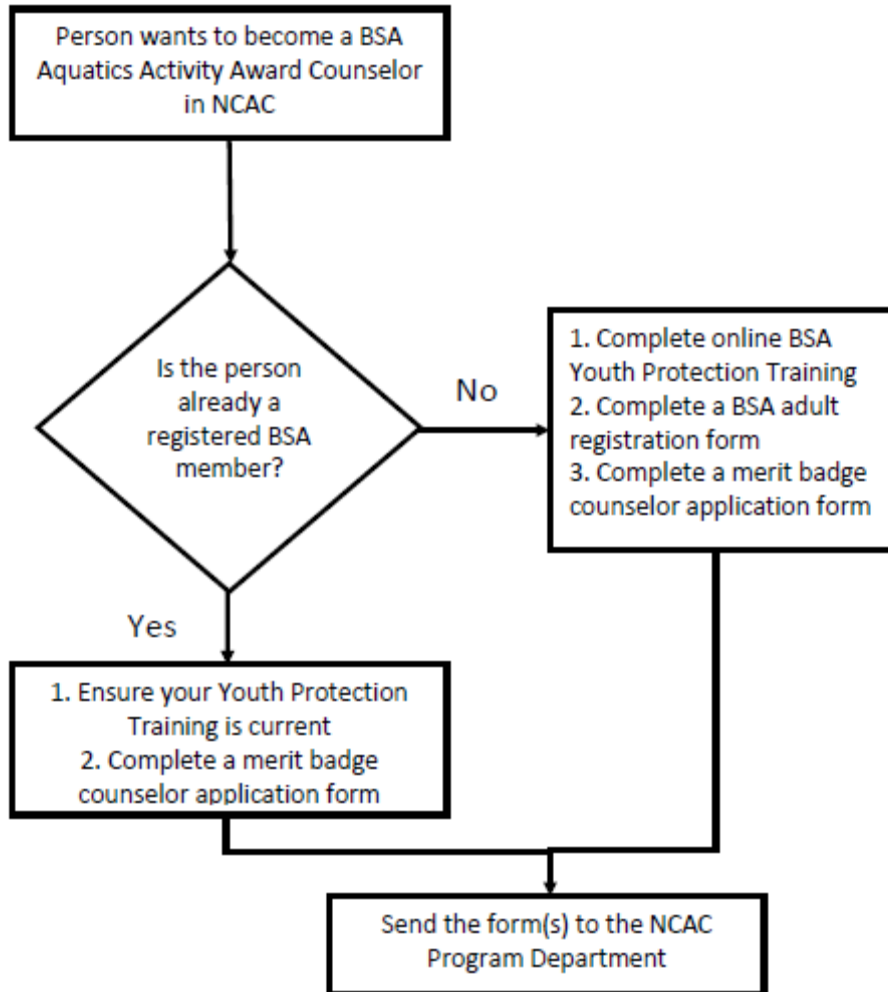 Person wants to become a BSA
Aquatics Activity Award Counselor
in NCAC
Is the person
already a
registered BSA
member?
No
1. Complete online BSA
Youth Protection Training
2. Complete a BSA adult
registration form
3. Complete a merit badge
counselor application form
Yes
1. Ensure your Youth Protection
Training is current
2. Complete a merit badge
counselor application form
Send the form(s) to the NCAC
Program Department